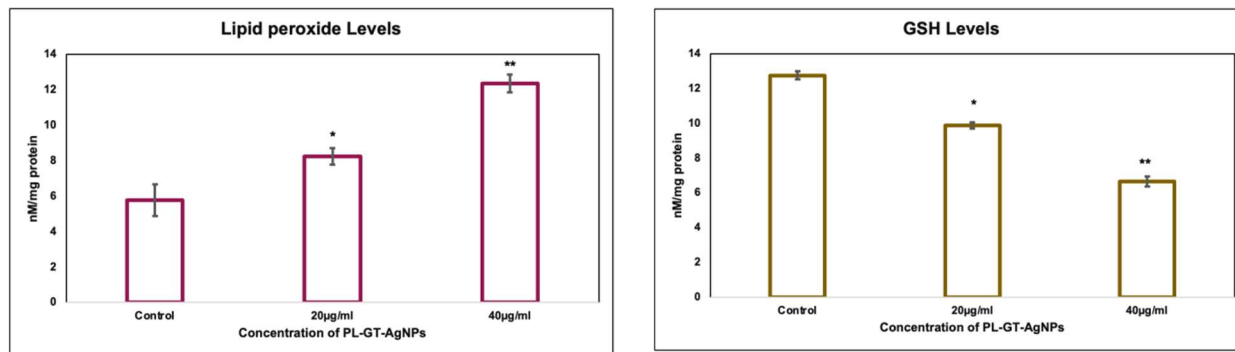 Lipid peroxide Levels
14
12
10
8
6
4
2
0
nM/mg protein
*
**
Control
20µg/ml
40µg/ml
Concentration of PL-GT-AgNPs
GSH Levels
14
12
10
8
6
4
2
0
nM/mg protein
*
**
Control
20µg/ml
40µg/ml
Concentration of PL-GT-AgNPs